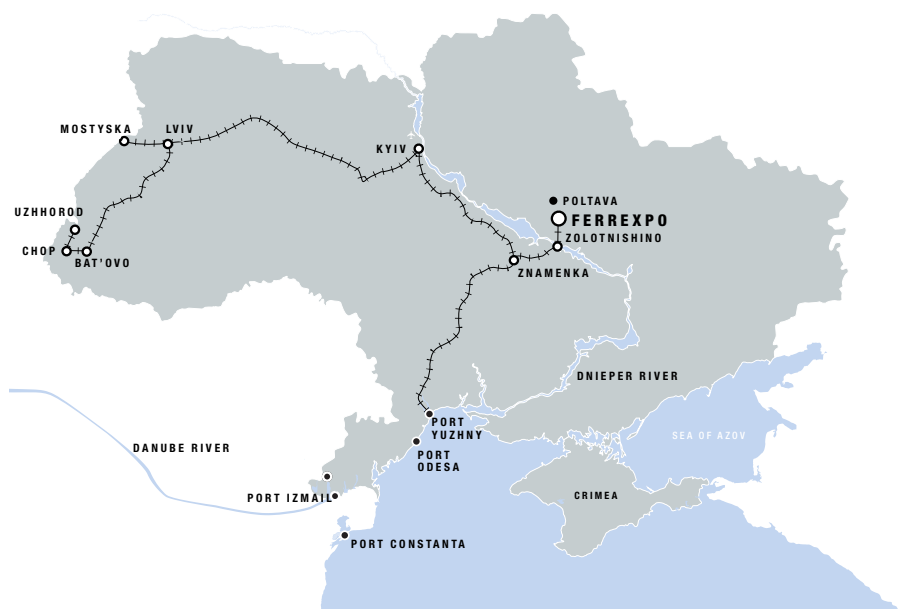 MOSTYSKA
LVIV
KYIV
POLTAVA
UZHHOROD
FERREXPO
ZOLOTNISHINO
CHOP
BAT'OVO
ZNAMENKA
DNIEPER RIVER
PORT
YUZHNY
SEA OF AZOV
DANUBE RIVER
PORT
ODESA
PORT IZMAIL
CRIMEA
PORT CONSTANTA